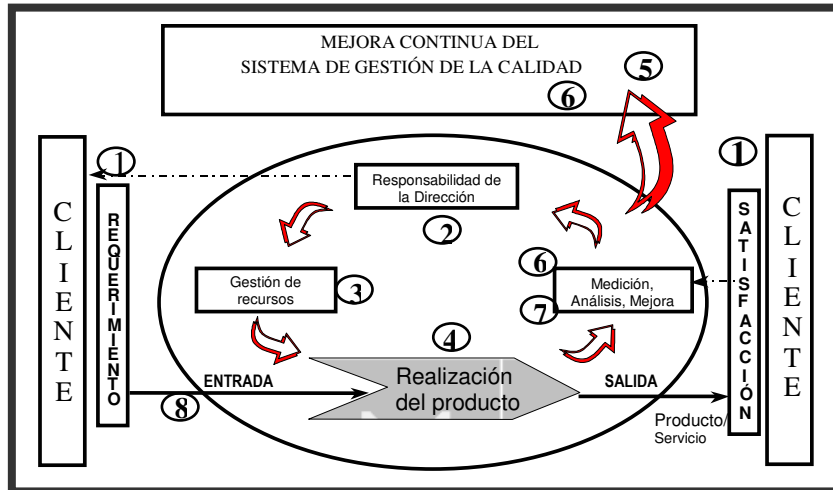 MEJORA CONTINUA DEL
SISTEMA DE GESTIÓN DE LA CALIDAD
5
6
1
1
CLIENTE
REQUERIMIENTO
Responsabilidad de
la Dirección
2
SATISFACCIÓN
CLIENTE
Gestión de
recursos
3
6
Medición,
Análisis, Mejora
7
4
ENTRADA
Realización
del producto
SALIDA
8
Producto/
Servicio